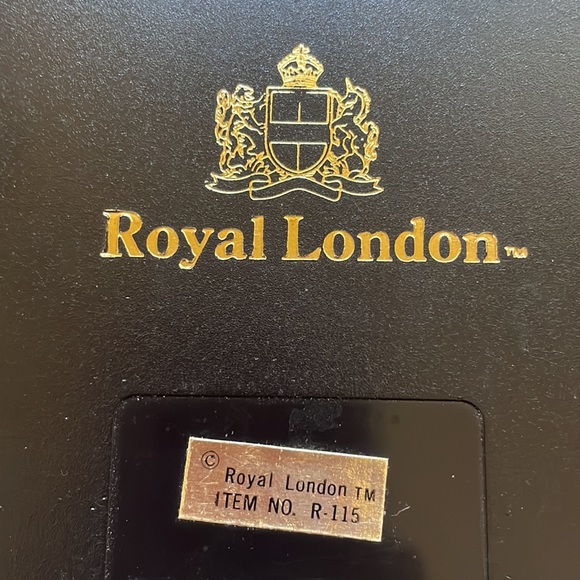 Royal London™
© Royal London TM
ITEM NO. R-115